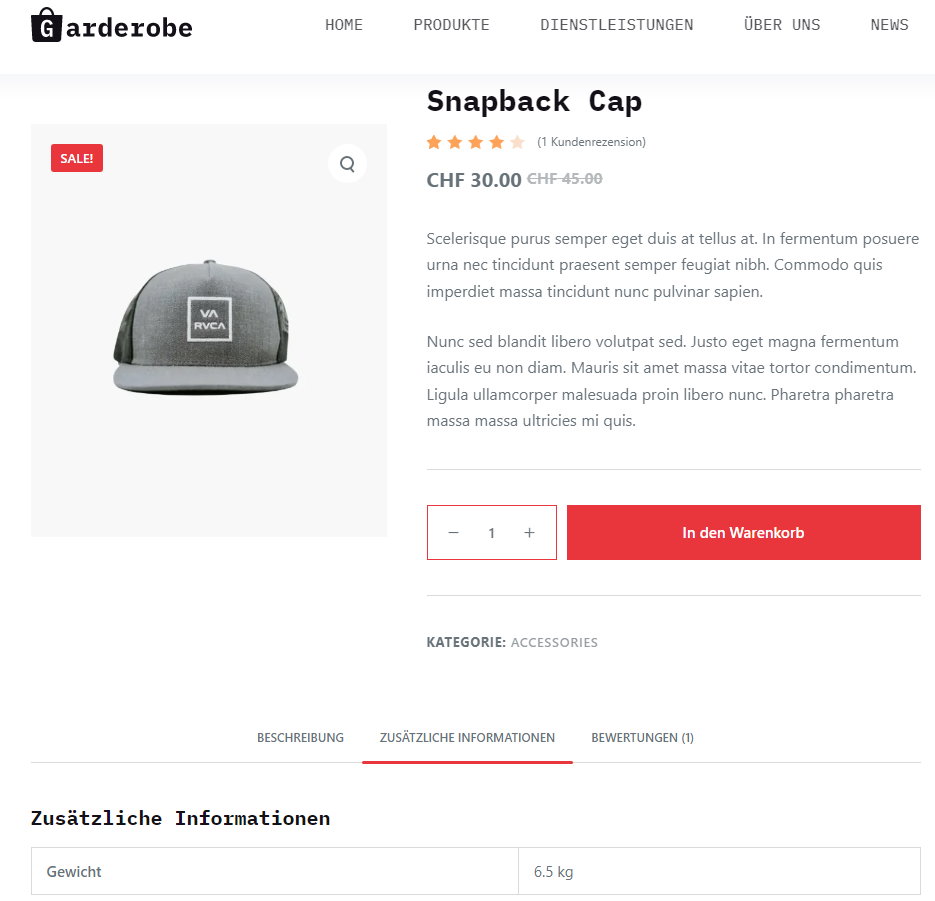 Garderobe
HOME PRODUKTE DIENSTLEISTUNGEN ÜBER UNS NEWS
SALE!
VA
RVCA
Snapback Cap
(1 Kundenrezension)
CHF 30.00 CHF 45.00
Scelerisque purus semper eget duis at tellus at. In fermentum posuere
urna nec tincidunt praesent semper feugiat nibh. Commodo quis
imperdiet massa tincidunt nunc pulvinar sapien.
Nunc sed blandit libero volutpat sed. Justo eget magna fermentum
iaculis eu non diam. Mauris sit amet massa vitae tortor condimentum.
Ligula ullamcorper malesuada proin libero nunc. Pharetra pharetra
massa massa ultricies mi quis.
− 1 +
In den Warenkorb
KATEGORIE: ACCESSORIES
BESCHREIBUNG ZUSÄTZLICHE INFORMATIONEN BEWERTUNGEN (1)
Zusätzliche Informationen
Gewicht 6.5 kg